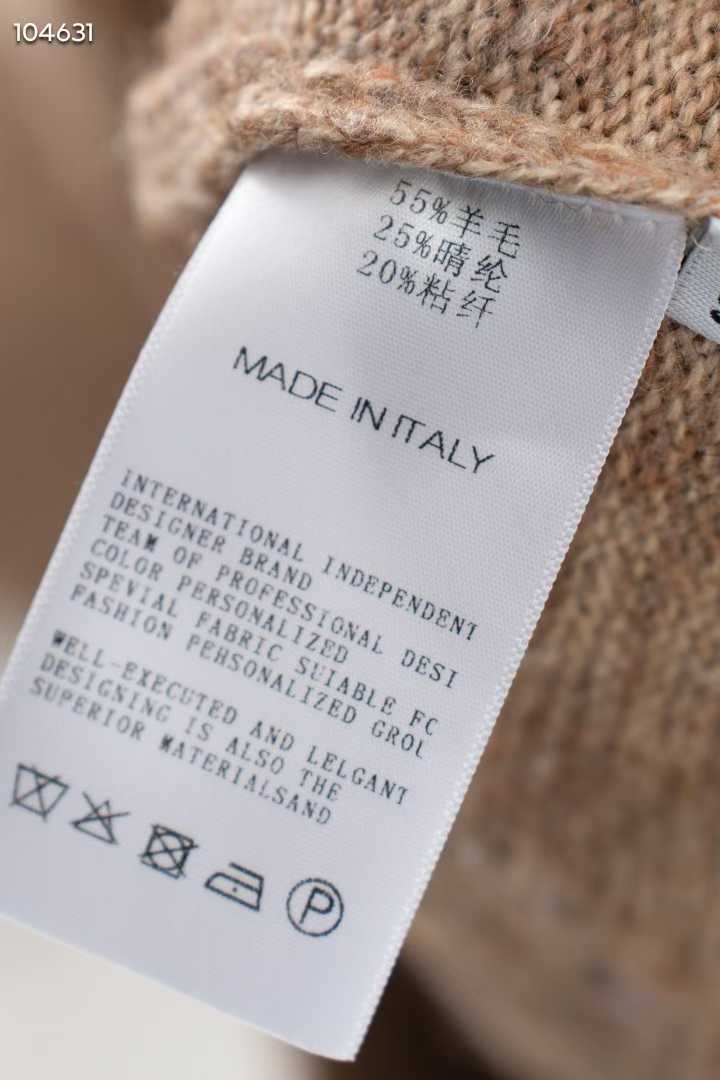 104631
55%羊毛
25%晴纶
20%粘纤
MADE IN ITALY
INTERNATIONAL INDEPENDENT
DESIGNER BRAND
TEAM OF PROFESSIONAL DESI
COLOR PERSONALIZED
SPEVIAL FABRIC SUIABLE FC
FASHION PEHSONALIZED GROL
WELL-EXECUTED AND LELGANT
DESIGNING IS ALSO THE
SUPERIOR MATERIALSAND
P